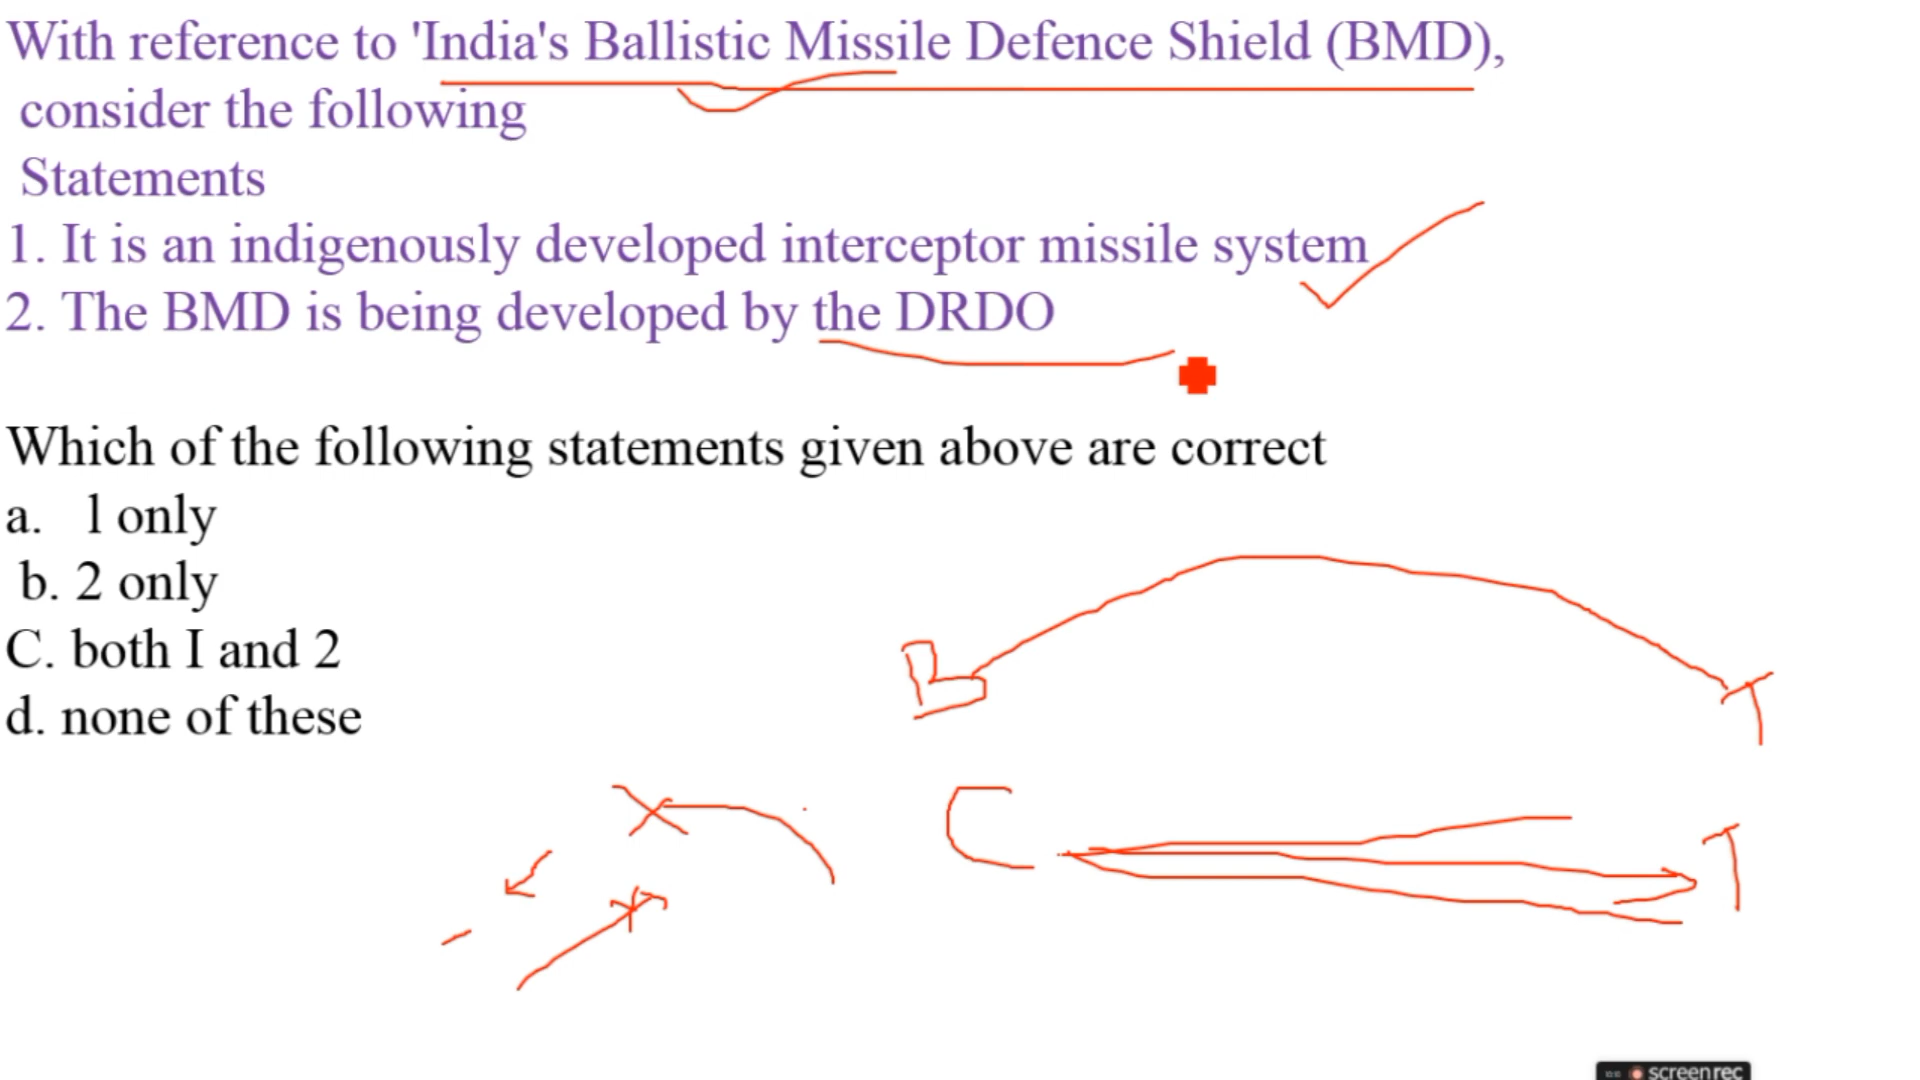 With reference to 'India's Ballistic Missile Defence Shield (BMD),
consider the following
Statements
1. It is an indigenously developed interceptor missile system
2. The BMD is being developed by the DRDO
Which of the following statements given above are correct
a. 1 only
b. 2 only
C. both I and 2
d. none of these
B
T
C
T
screenrec